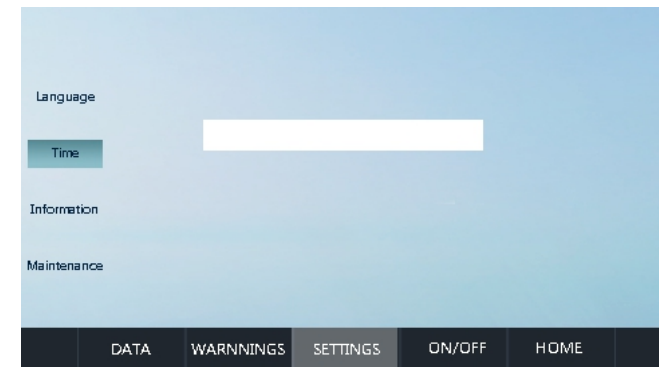 Language
Time
Information
Maintenance
DATA WARNNINGS SETTINGS ON/OFF HOME